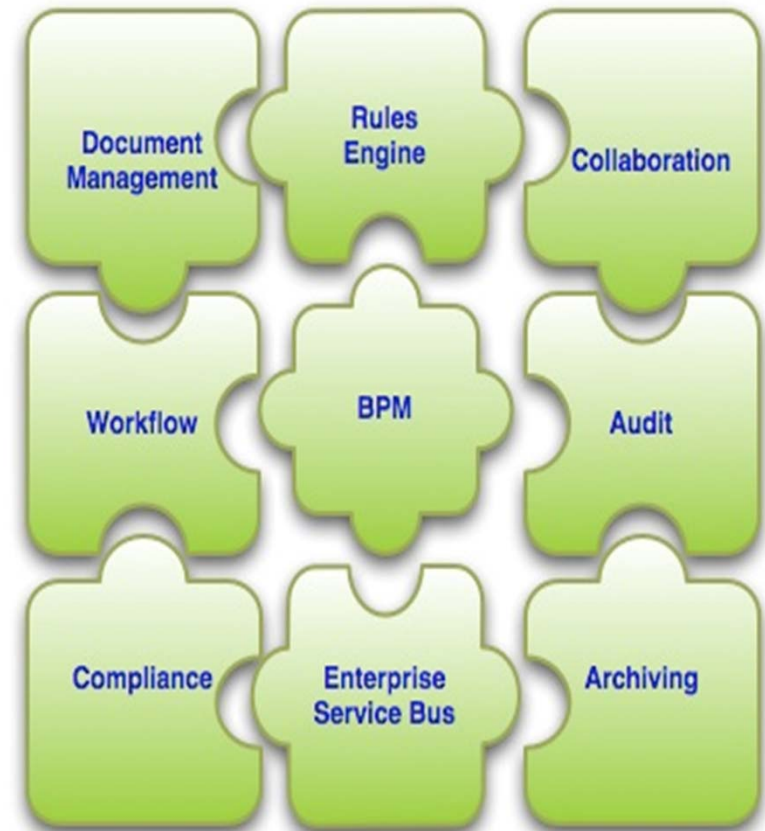 Document
Management
Rules
Engine
Collaboration
Workflow
BPM
Audit
Compliance
Enterprise
Service Bus
Archiving